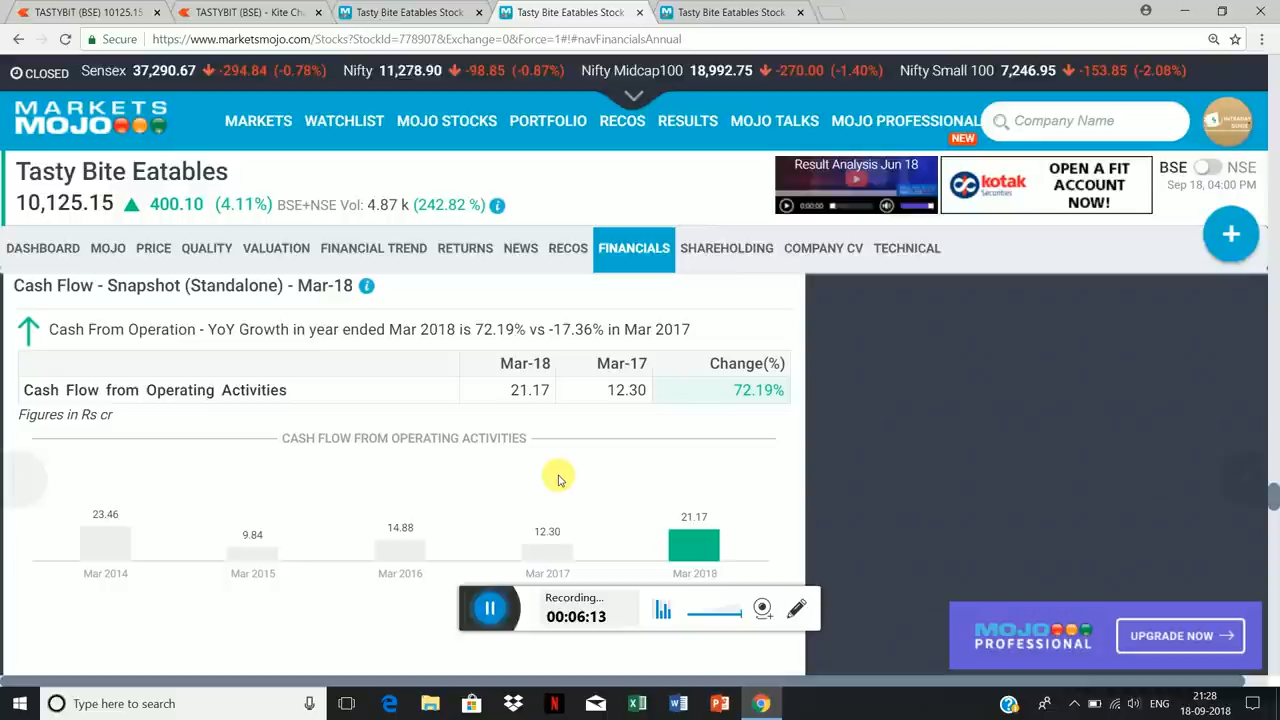 TASTYBIT (BSE) 10125.15
TASTYBIT (BSE) - Kite Ch
Tasty Bite Eatables Stock
Tasty Bite Eatables Stock
Tasty Bite Eatables Stock
Secure https://www.marketsmojo.com/Stocks?StockId=778907&Exchange=0&Force=1#!#navFinancialsAnnual
CLOSED Sensex 37,290.67 -294.84 (-0.78%) Nifty 11,278.90 -98.85 (-0.87%) Nifty Midcap100 18,992.75 -270.00 (-1.40%) Nifty Small 100 7,246.95 -153.85 (-2.08%)
MARKETS
MOJO
MARKETS WATCHLIST MOJO STOCKS PORTFOLIO RECOS RESULTS MOJO TALKS MOJO PROFESSIONAL
NEW
Company Name
Tasty Bite Eatables
10,125.15 400.10 (4.11%) BSE+NSE Vol: 4.87 k (242.82 %)
Result Analysis Jun 18
0:00:00
kotak
Securities
OPEN A FIT
ACCOUNT
NOW!
BSE NSE
Sep 18, 04:00 PM
DASHBOARD MOJO PRICE QUALITY VALUATION FINANCIAL TREND RETURNS NEWS RECOS FINANCIALS SHAREHOLDING COMPANY CV TECHNICAL
+
Cash Flow - Snapshot (Standalone) - Mar-18
Cash From Operation - YoY Growth in year ended Mar 2018 is 72.19% vs -17.36% in Mar 2017
Mar-18 Mar-17 Change(%)
Cash Flow from Operating Activities 21.17 12.30 72.19%
Figures in Rs cr
CASH FLOW FROM OPERATING ACTIVITIES
23.46 9.84 14.88 12.30 21.17
Mar 2014 Mar 2015 Mar 2016 Mar 2017 Mar 2018
Recording...
00:06:13
MOJO
PROFESSIONAL
UPGRADE NOW
Type here to search
ENG
21:28
18-09-2018